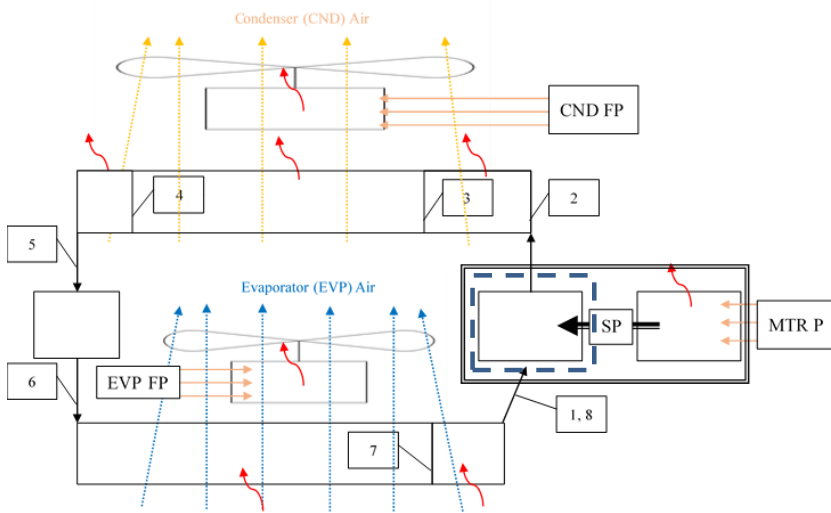 Condenser (CND) Air
CND FP
4
3
2
5
Evaporator (EVP) Air
SP
MTR P
EVP FP
6
1, 8
7